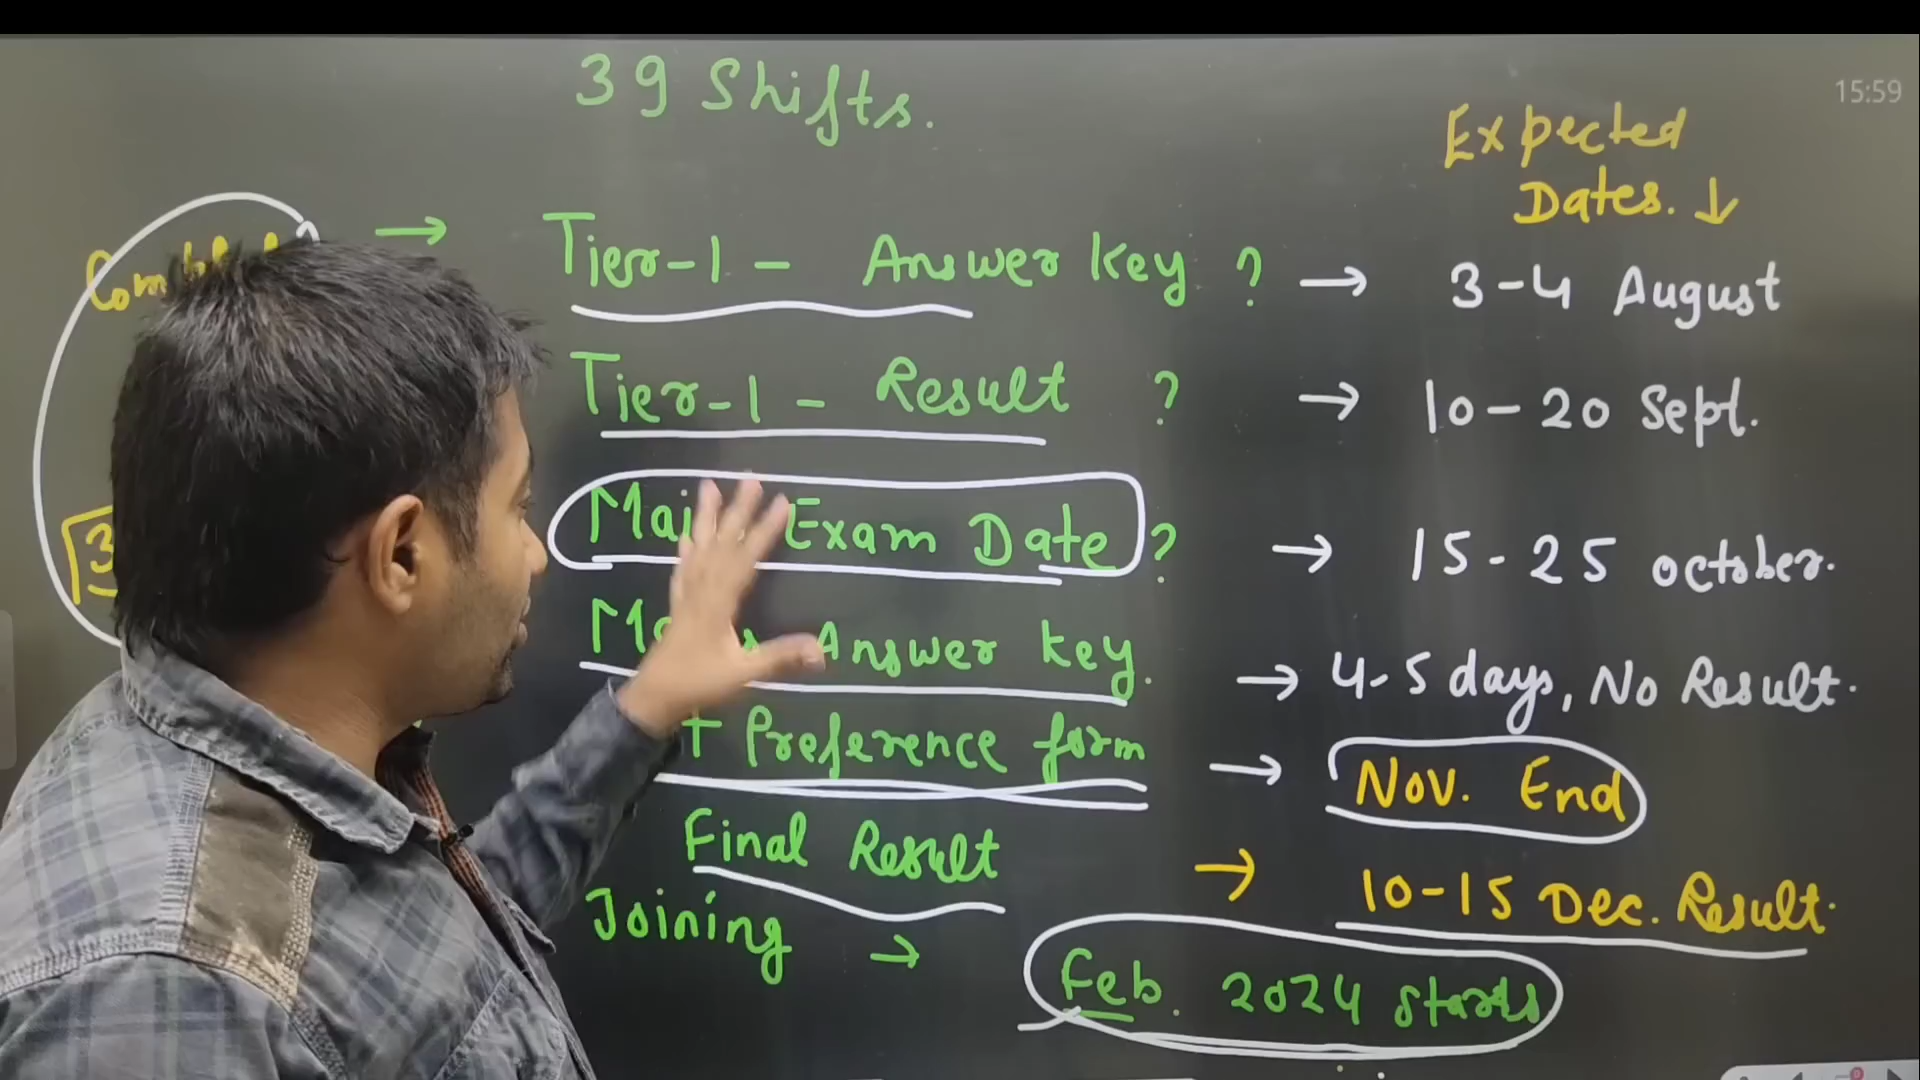 39 Shifts.
15:59
Expected
Dates. ↓
→ Tier-1 - Answer key ? → 3-4 August
Tier-1 - Result ? → 10-20 Sept.
Exam Date ? → 15-25 october.
Answer key. → 4-5 days, No Result.
+ Preference form → Nov. End
Final Result → 10-15 Dec. Result.
Joining → Feb. 2024 starts